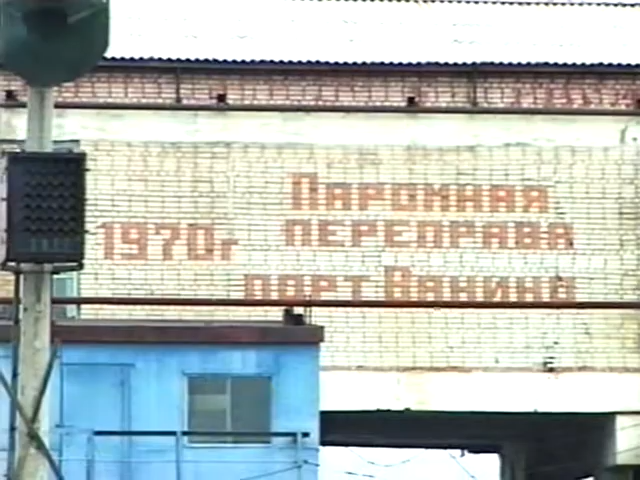 Паромная
1970г переправа
порт Ванино